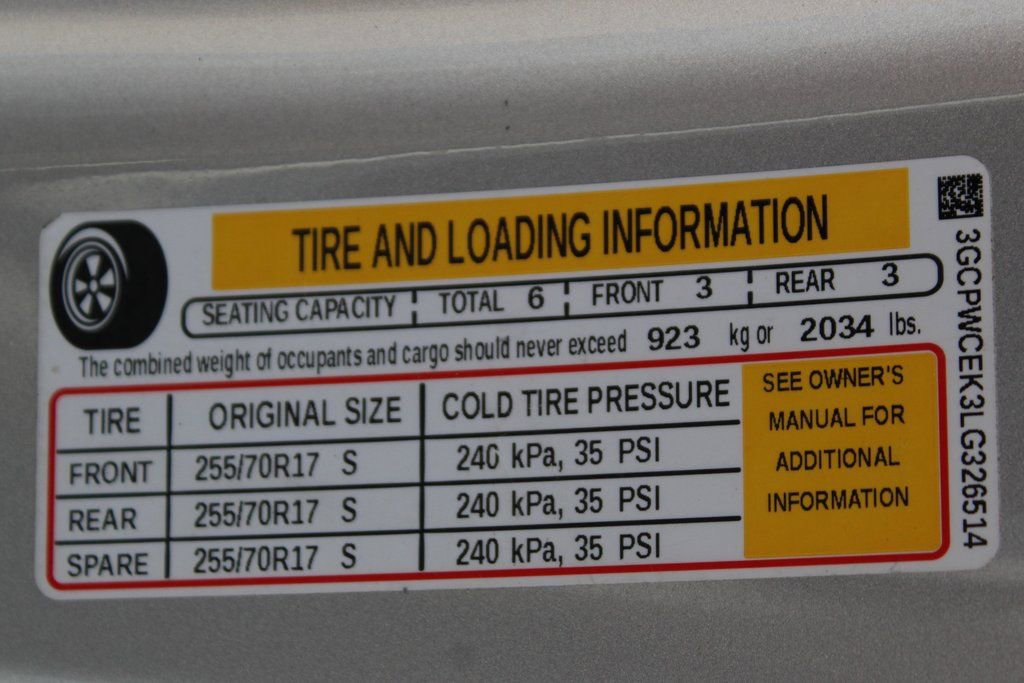 TIRE AND LOADING INFORMATION
SEATING CAPACITY TOTAL 6 FRONT 3 REAR 3
The combined weight of occupants and cargo should never exceed 923 kg or 2034 lbs.
TIRE ORIGINAL SIZE COLD TIRE PRESSURE
FRONT 255/70R17 S 240 kPa, 35 PSI
REAR 255/70R17 S 240 kPa, 35 PSI
SPARE 255/70R17 S 240 kPa, 35 PSI
SEE OWNER'S
MANUAL FOR
ADDITIONAL
INFORMATION
3GCPWCEK3LG326514